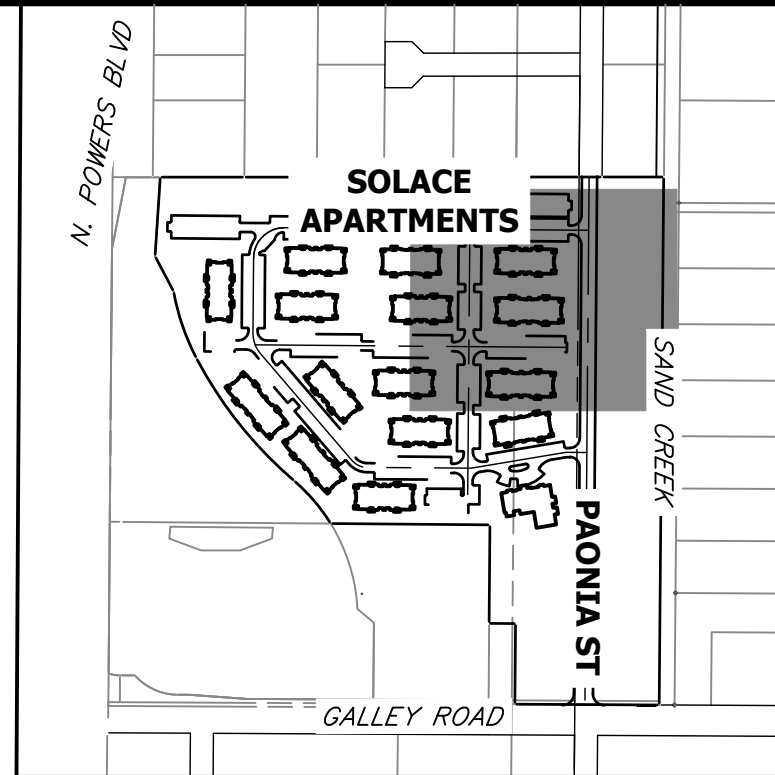 N. POWERS BLVD
SOLACE
APARTMENTS
SAND CREEK
PAONIA ST
GALLEY ROAD